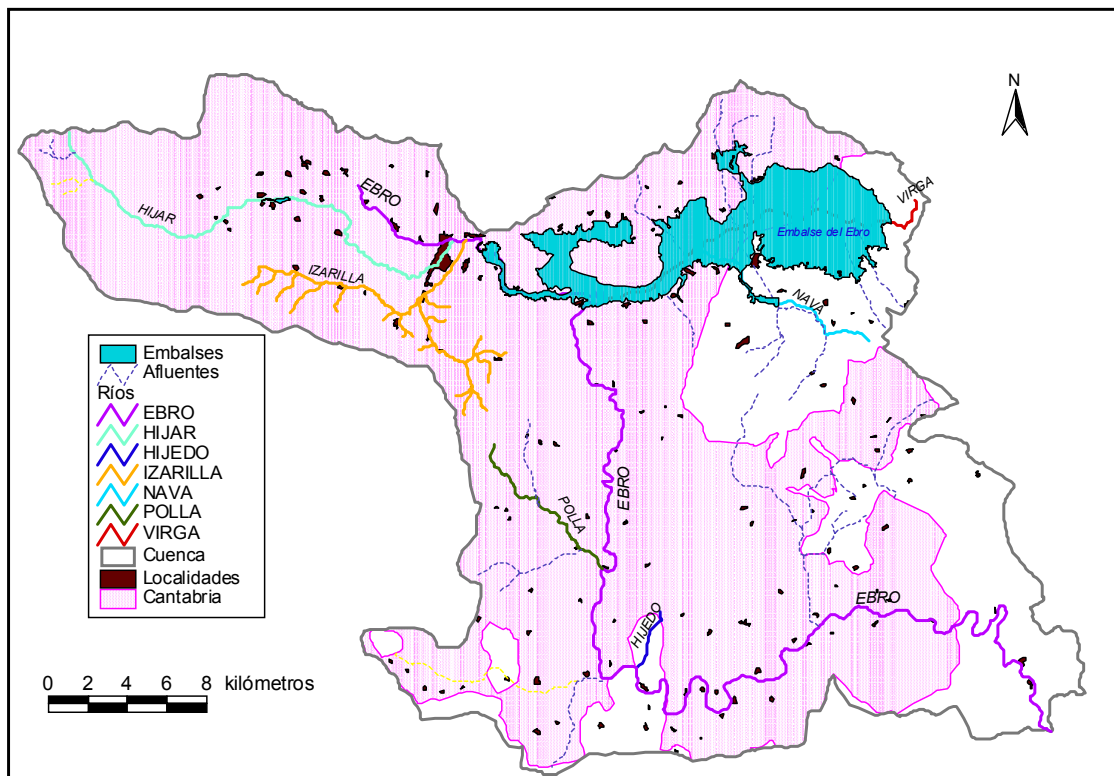 N
EBRO
HIJAR
IZARILLA
VIRGA
Embalse del Ebro
NAVA
Embalses
Afluentes
Ríos
EBRO
HIJAR
HIJEDO
IZARILLA
NAVA
POLLA
VIRGA
Cuenca
Localidades
Cantabria
EBRO
POLLA
EBRO
HIJEDO
0 2 4 6 8 kilómetros